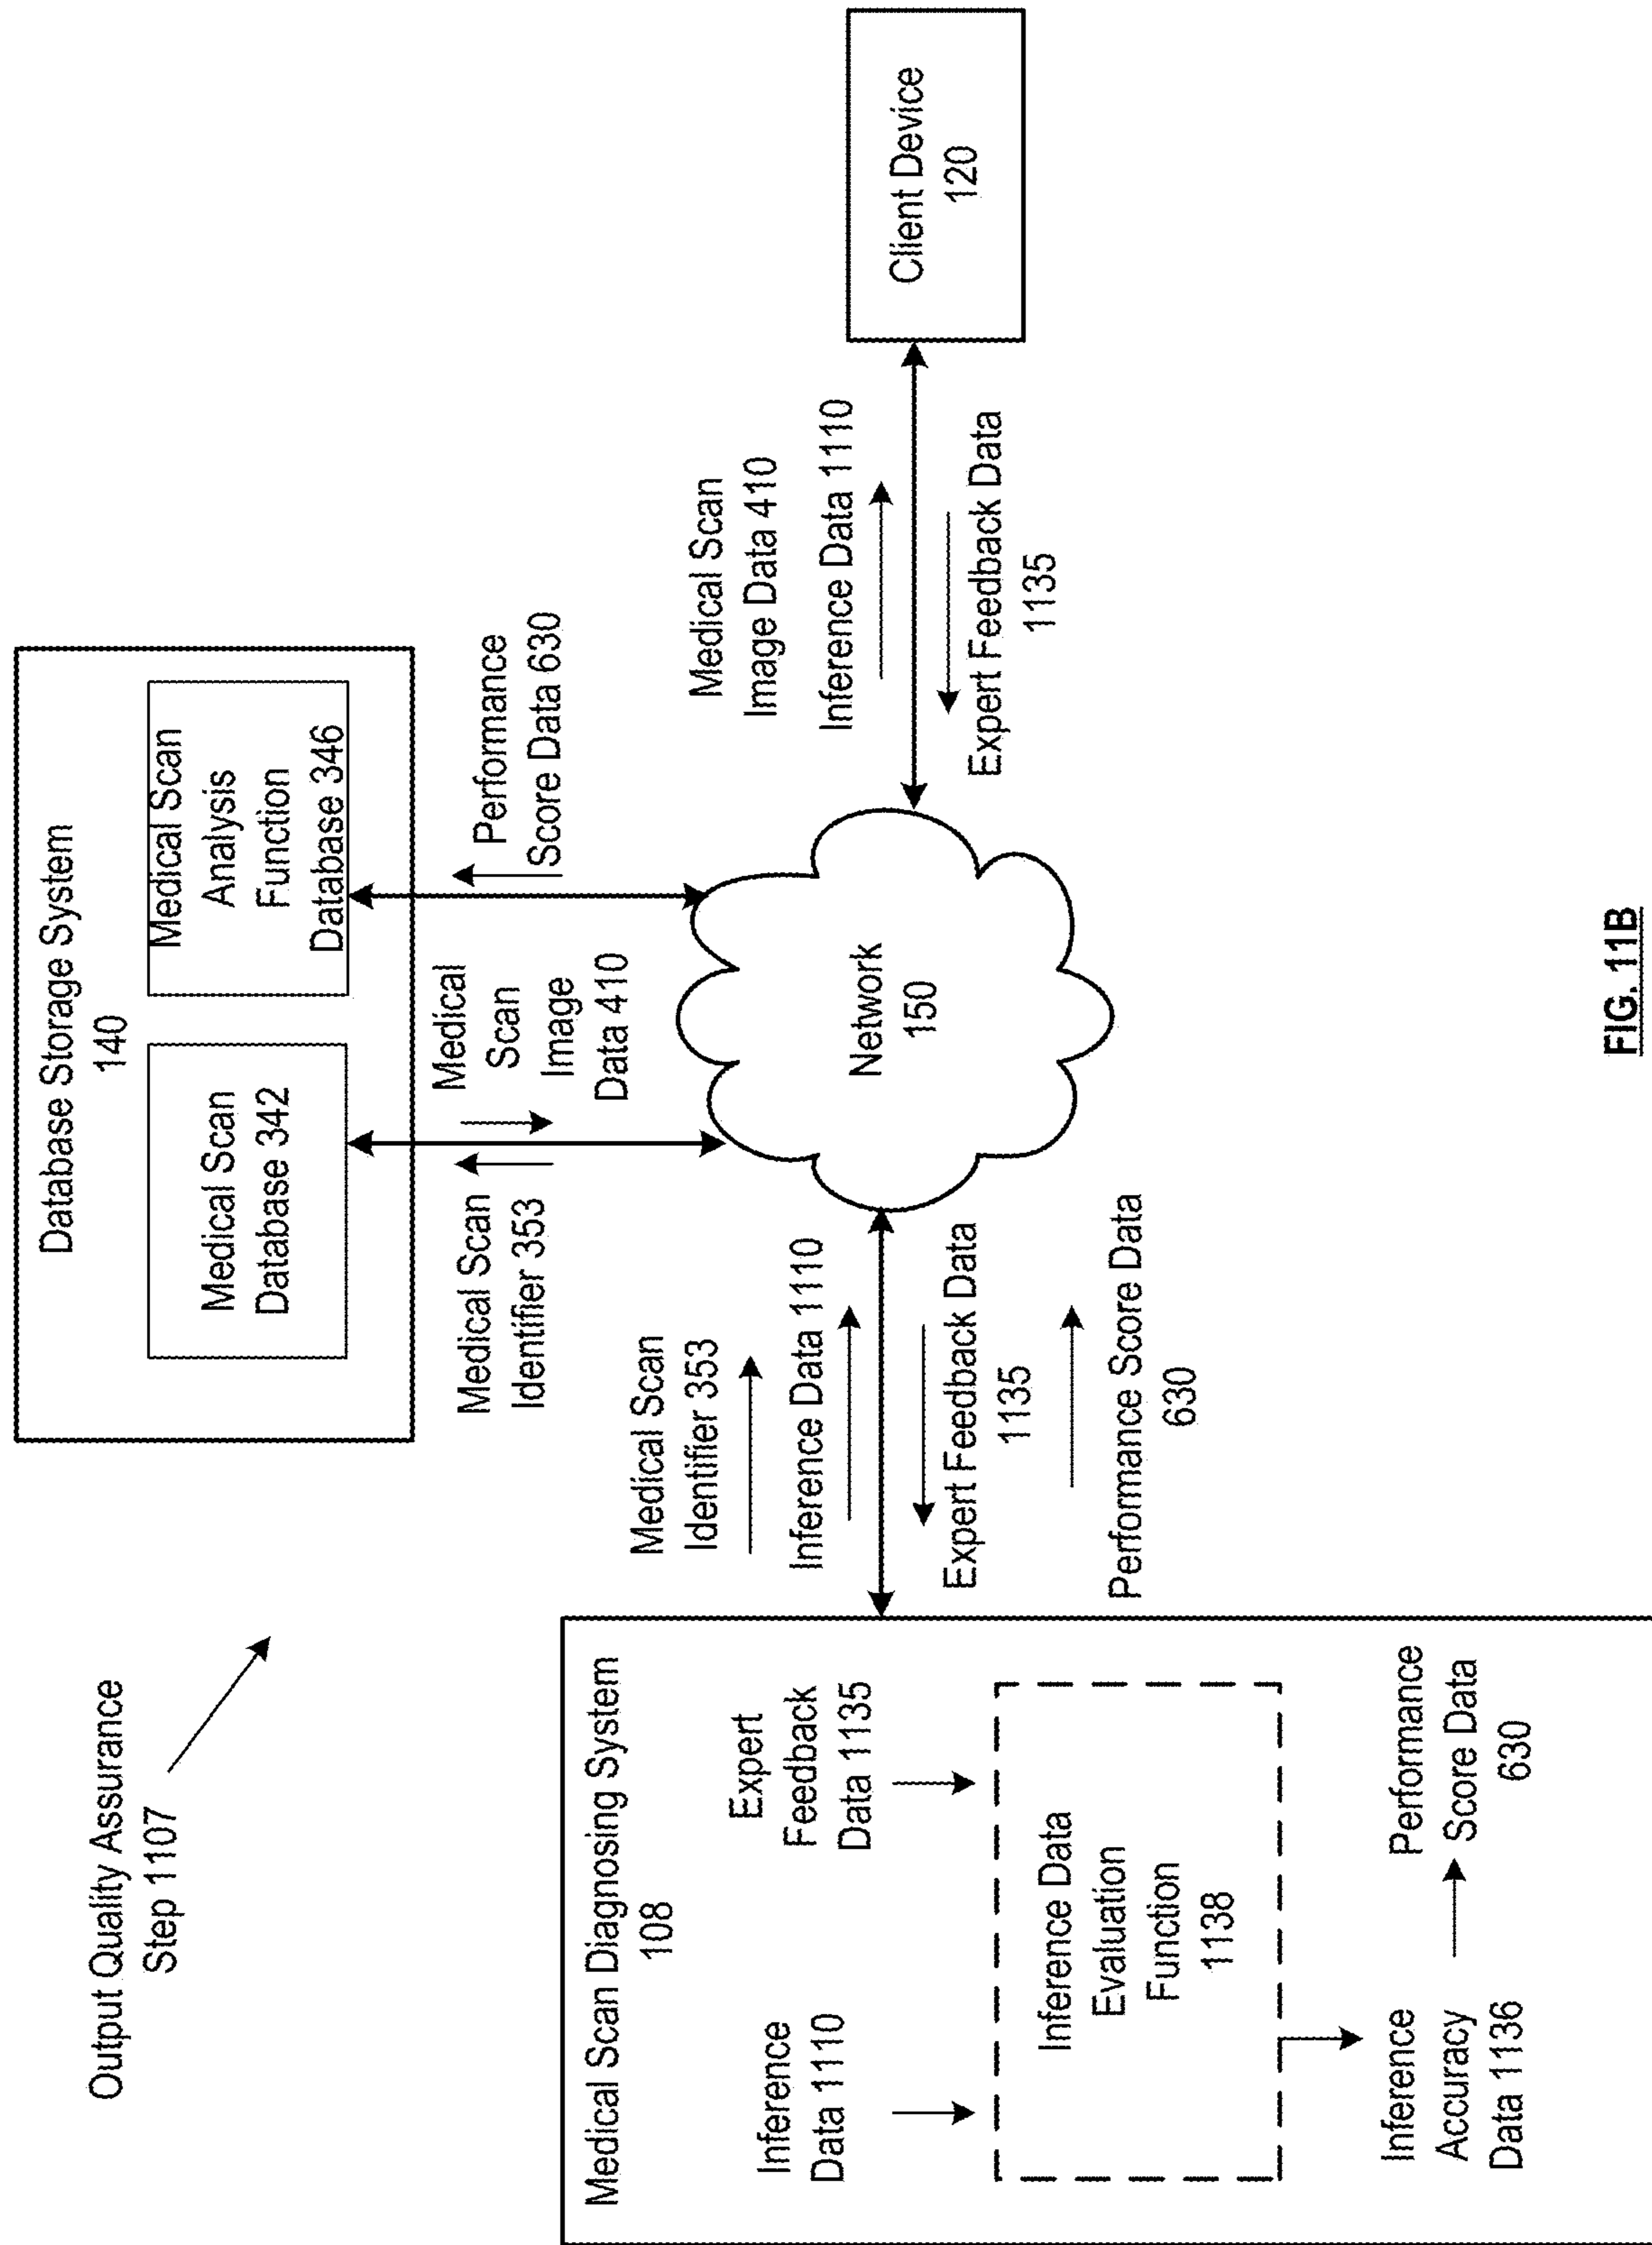 Output Quality Assurance
Step 1107
Database Storage System
140
Medical Scan
Database 342
Medical Scan
Analysis
Function
Database 346
Medical Scan
Identifier 353
Medical
Scan
Image
Data 410
Performance
Score Data 630
Medical Scan Diagnosing System
108
Inference
Data 1110
Expert
Feedback
Data 1135
Inference Data
Evaluation
Function
1138
Inference
Accuracy
Data 1136
Performance
Score Data
630
Medical Scan
Identifier 353
Inference Data 1110
Expert Feedback Data
1135
Performance Score Data
630
Network
150
Medical Scan
Image Data 410
Inference Data 1110
Expert Feedback Data
1135
Client Device
120
FIG. 11B